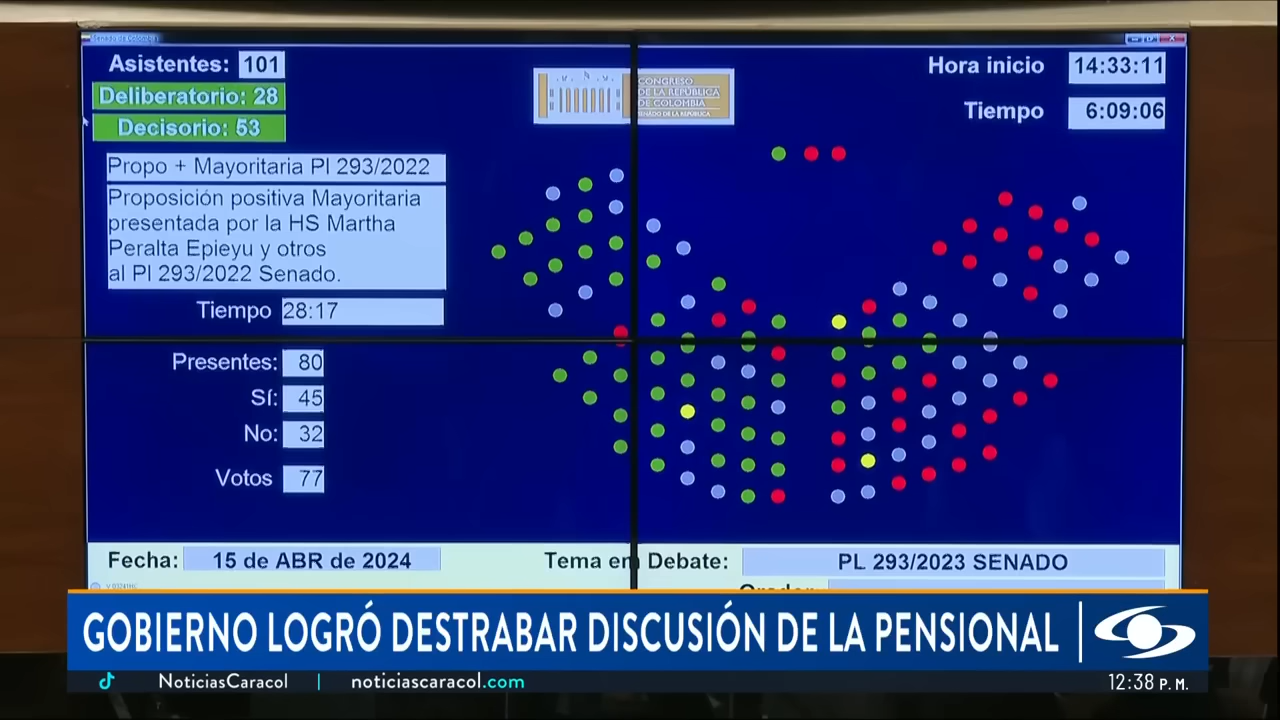 Senado de Colombia
Asistentes: 101
Deliberatorio: 28
Decisorio: 53
CONGRESO
DE LA REPÚBLICA
DE COLOMBIA
SENADO DE LA REPÚBLICA
Hora inicio 14:33:11
Tiempo 6:09:06
Propo + Mayoritaria Pl 293/2022
Proposición positiva Mayoritaria
presentada por la HS Martha
Peralta Epieyu y otros
al Pl 293/2022 Senado.
Tiempo 28:17
Presentes: 80
Sí: 45
No: 32
Votos 77
Fecha: 15 de ABR de 2024
Tema en Debate: PL 293/2023 SENADO
GOBIERNO LOGRÓ DESTRABAR DISCUSIÓN DE LA PENSIONAL
NoticiasCaracol | noticiascaracol.com
12:38 P. M.